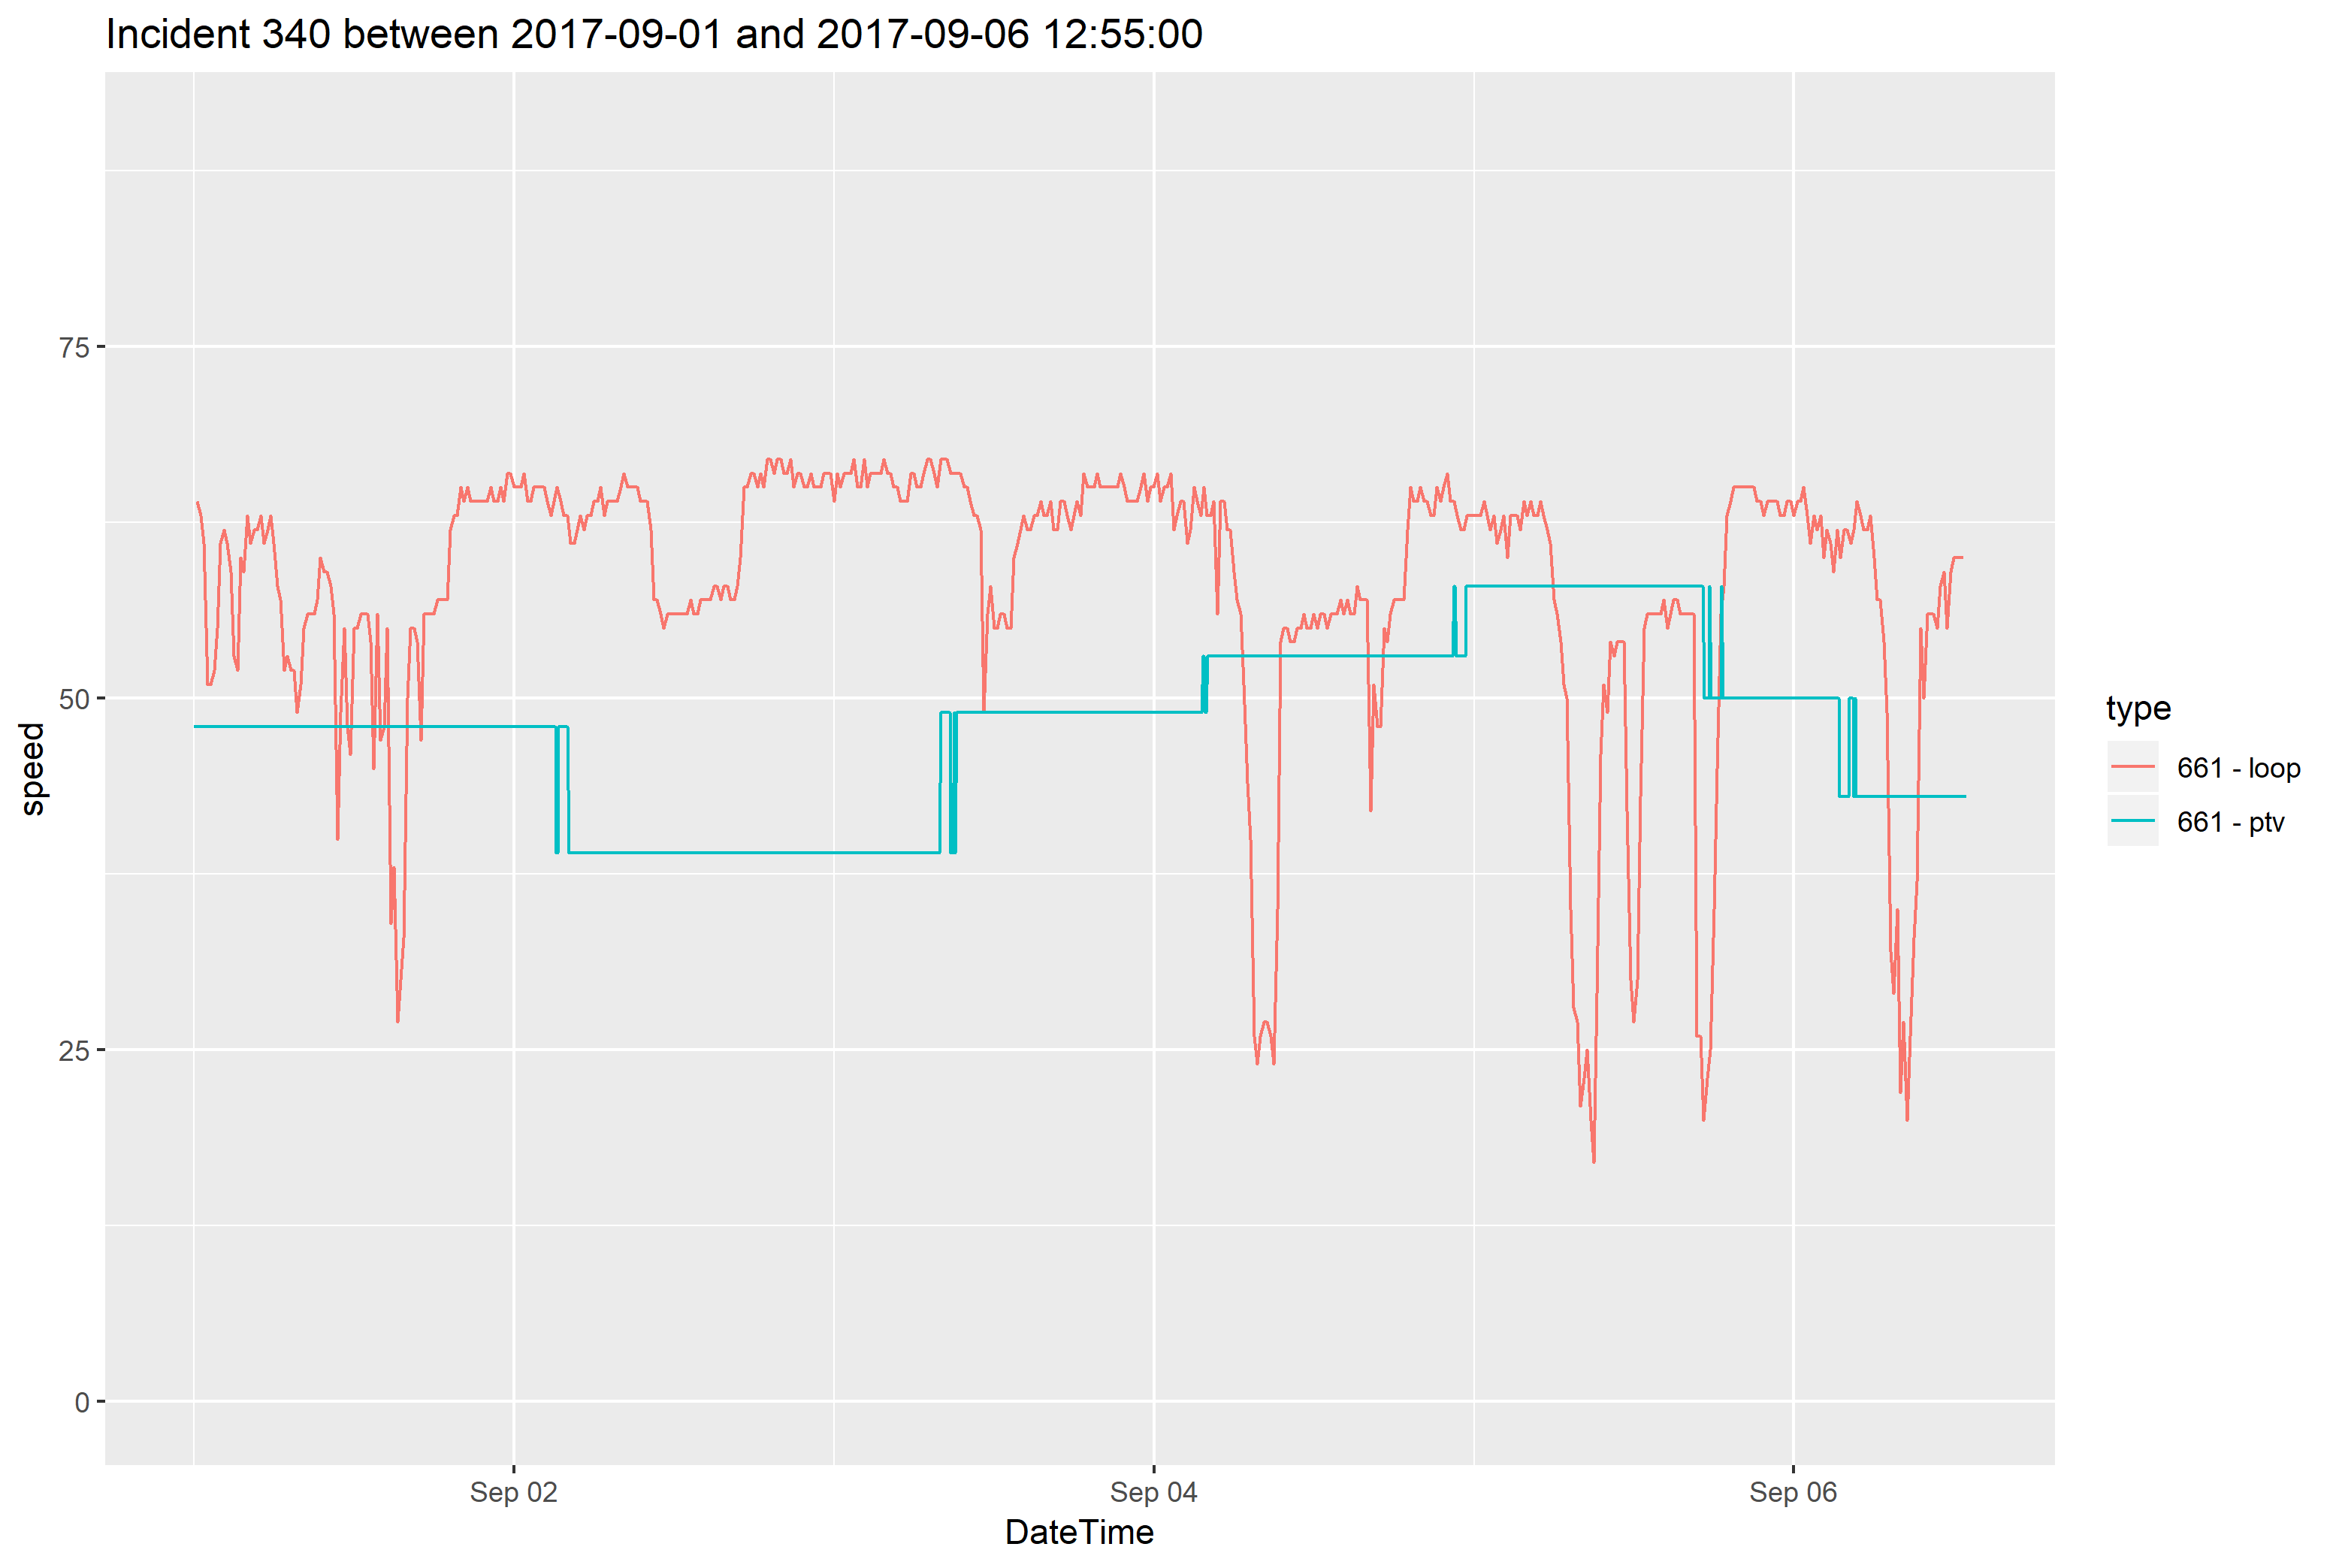 Incident 340 between 2017-09-01 and 2017-09-06 12:55:00
75
50
25
0
speed
Sep 02
Sep 04
Sep 06
DateTime
type
661 - loop
661 - ptv